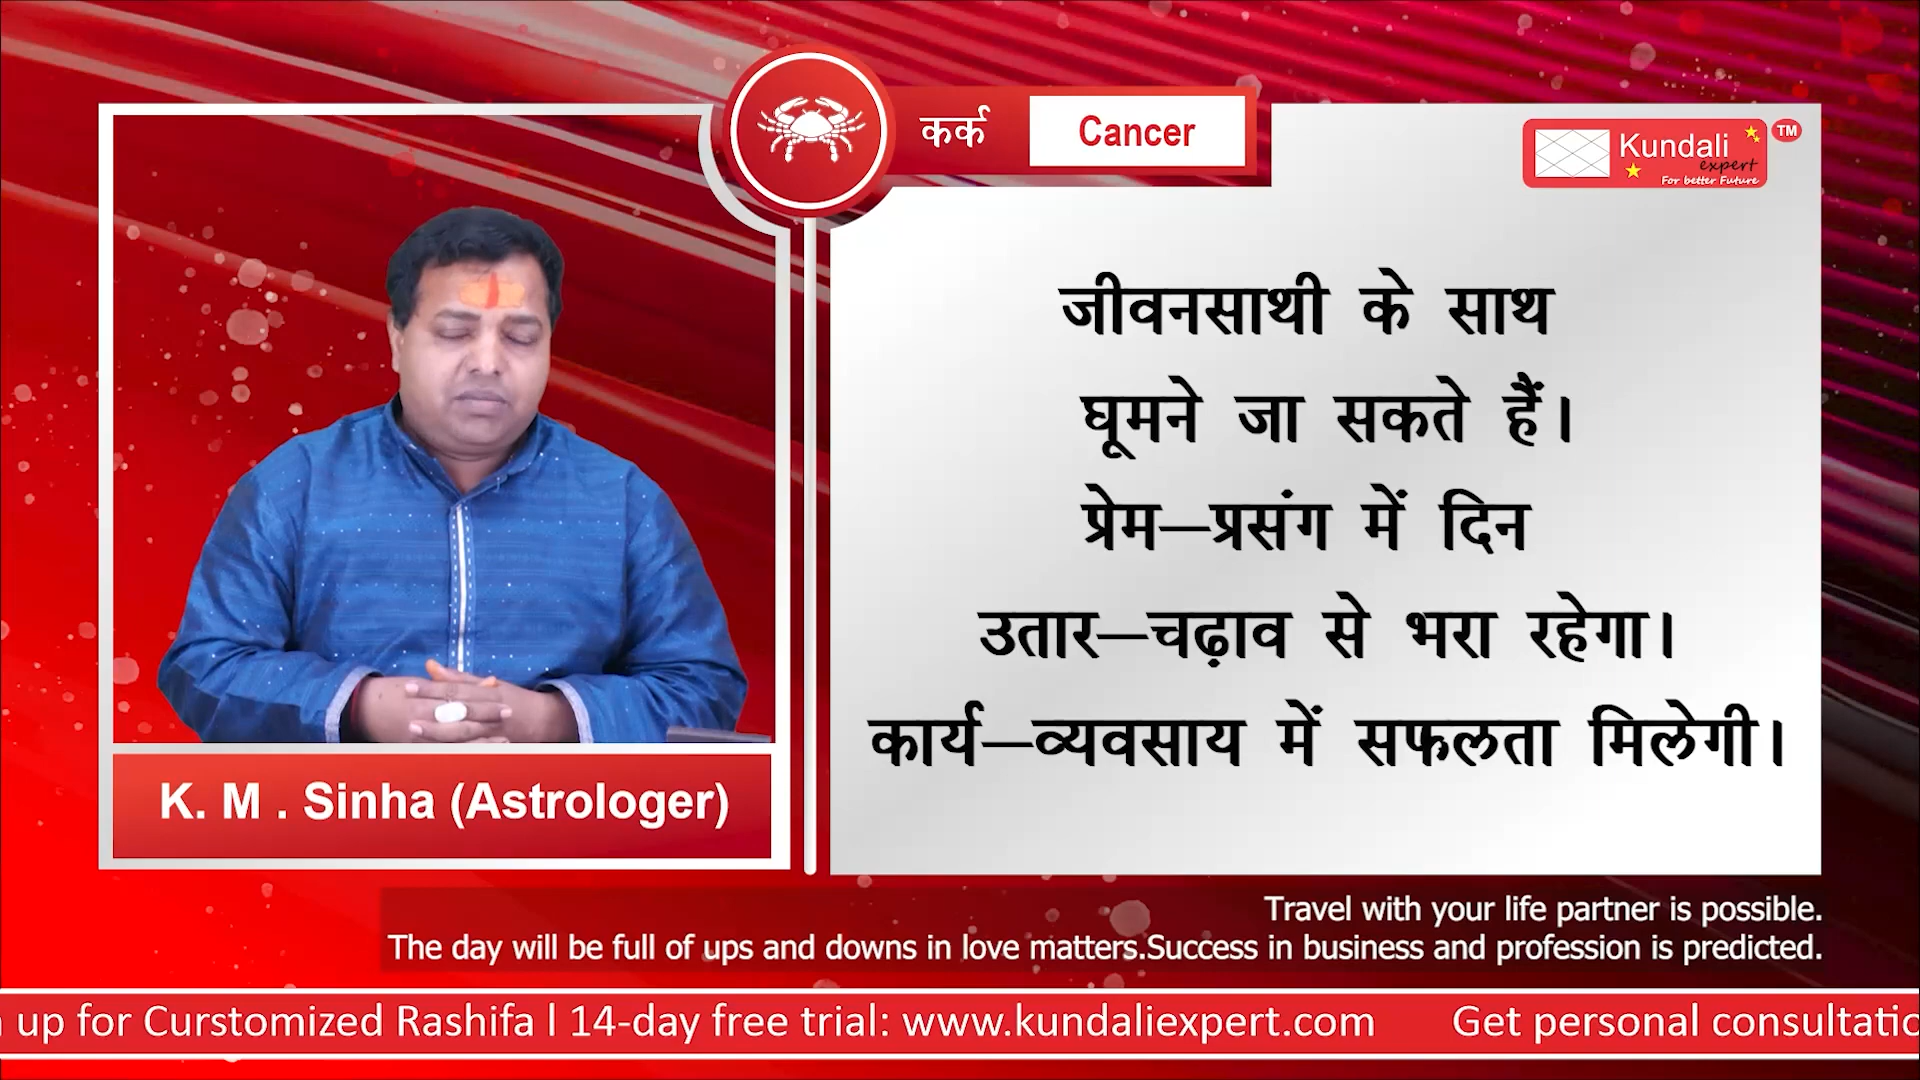 कर्क
Cancer
Kundali
expert
For better Future
TM
जीवनसाथी के साथ
घूमने जा सकते हैं।
प्रेम–प्रसंग में दिन
उतार–चढ़ाव से भरा रहेगा।
कार्य–व्यवसाय में सफलता मिलेगी।
K. M . Sinha (Astrologer)
Travel with your life partner is possible.
The day will be full of ups and downs in love matters.Success in business and profession is predicted.
up for Curstomized Rashifa l 14-day free trial: www.kundaliexpert.com Get personal consultatio